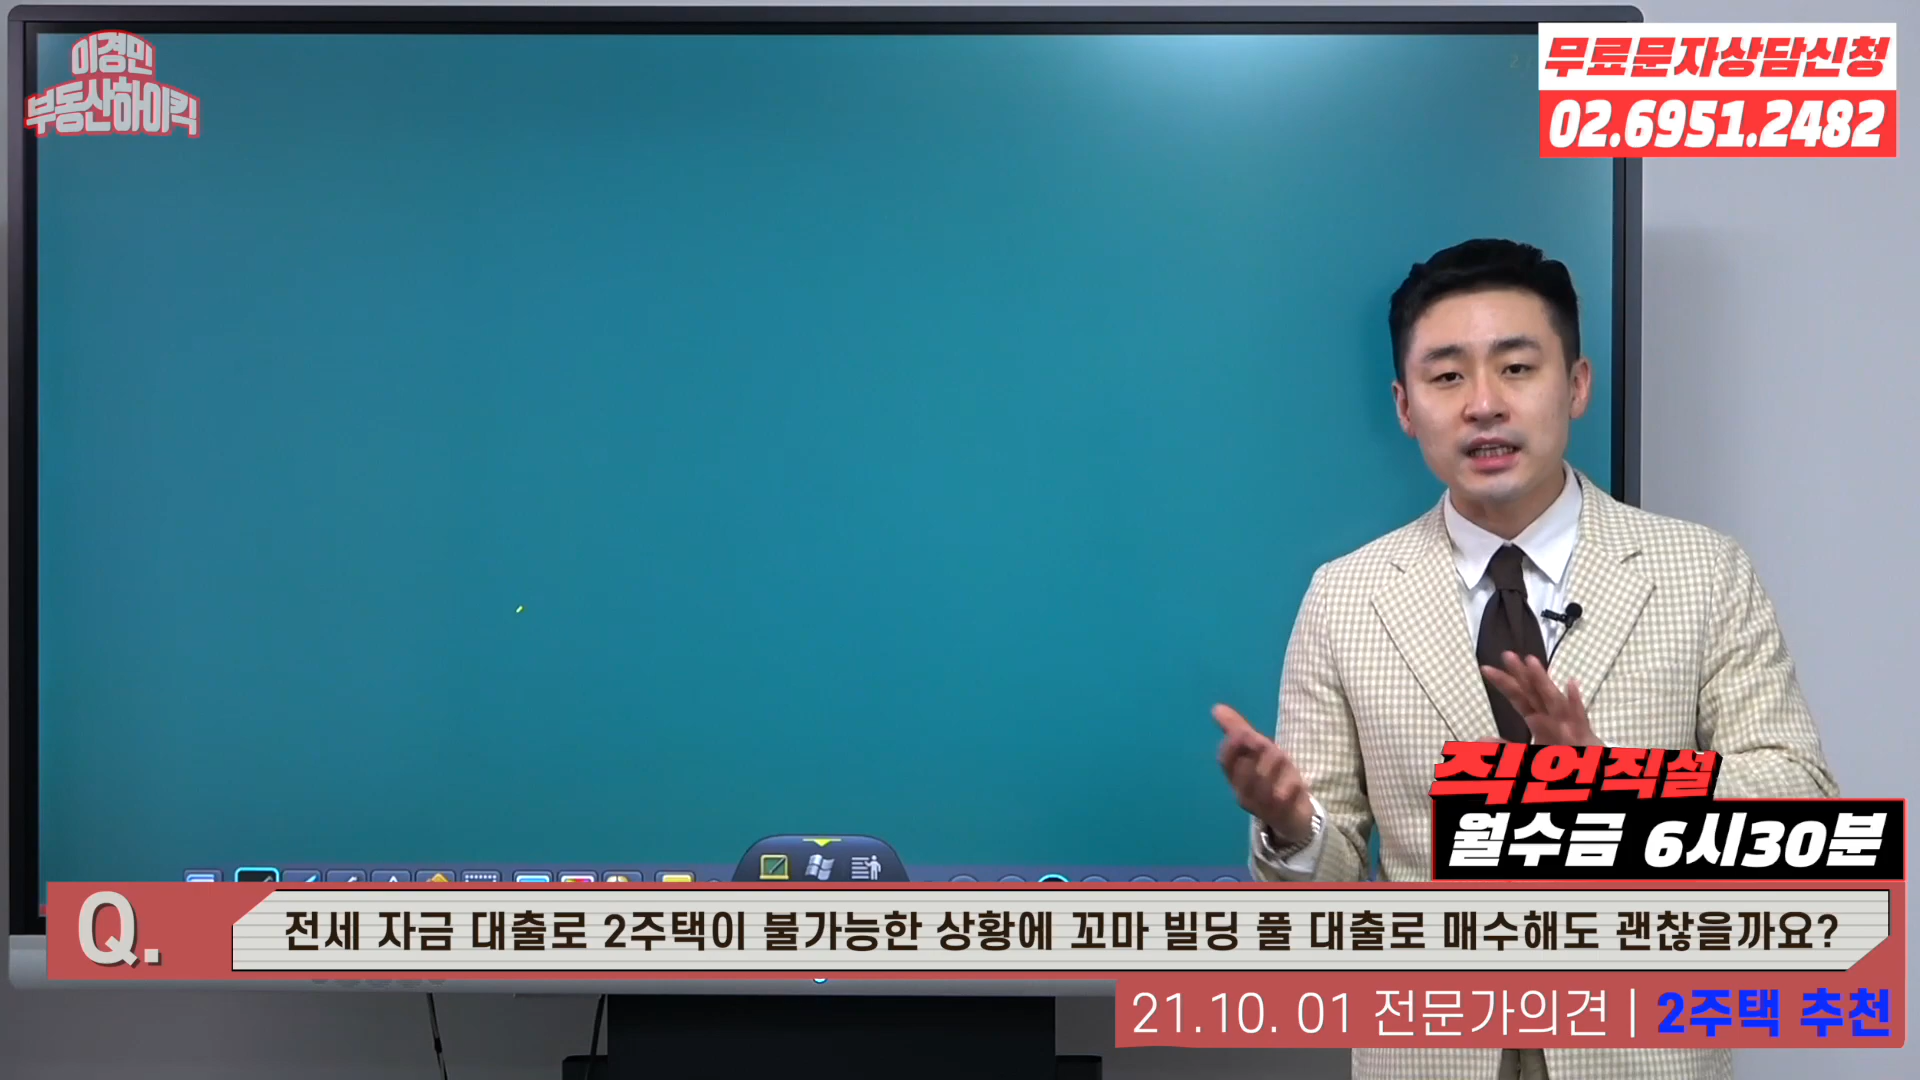 이경민
부동산하이킥
무료문자상담신청
02.6951.2482
직언직설
월수금 6시30분
Q.
전세 자금 대출로 2주택이 불가능한 상황에 꼬마 빌딩 풀 대출로 매수해도 괜찮을까요?
21.10. 01 전문가의견 | 2주택 추천